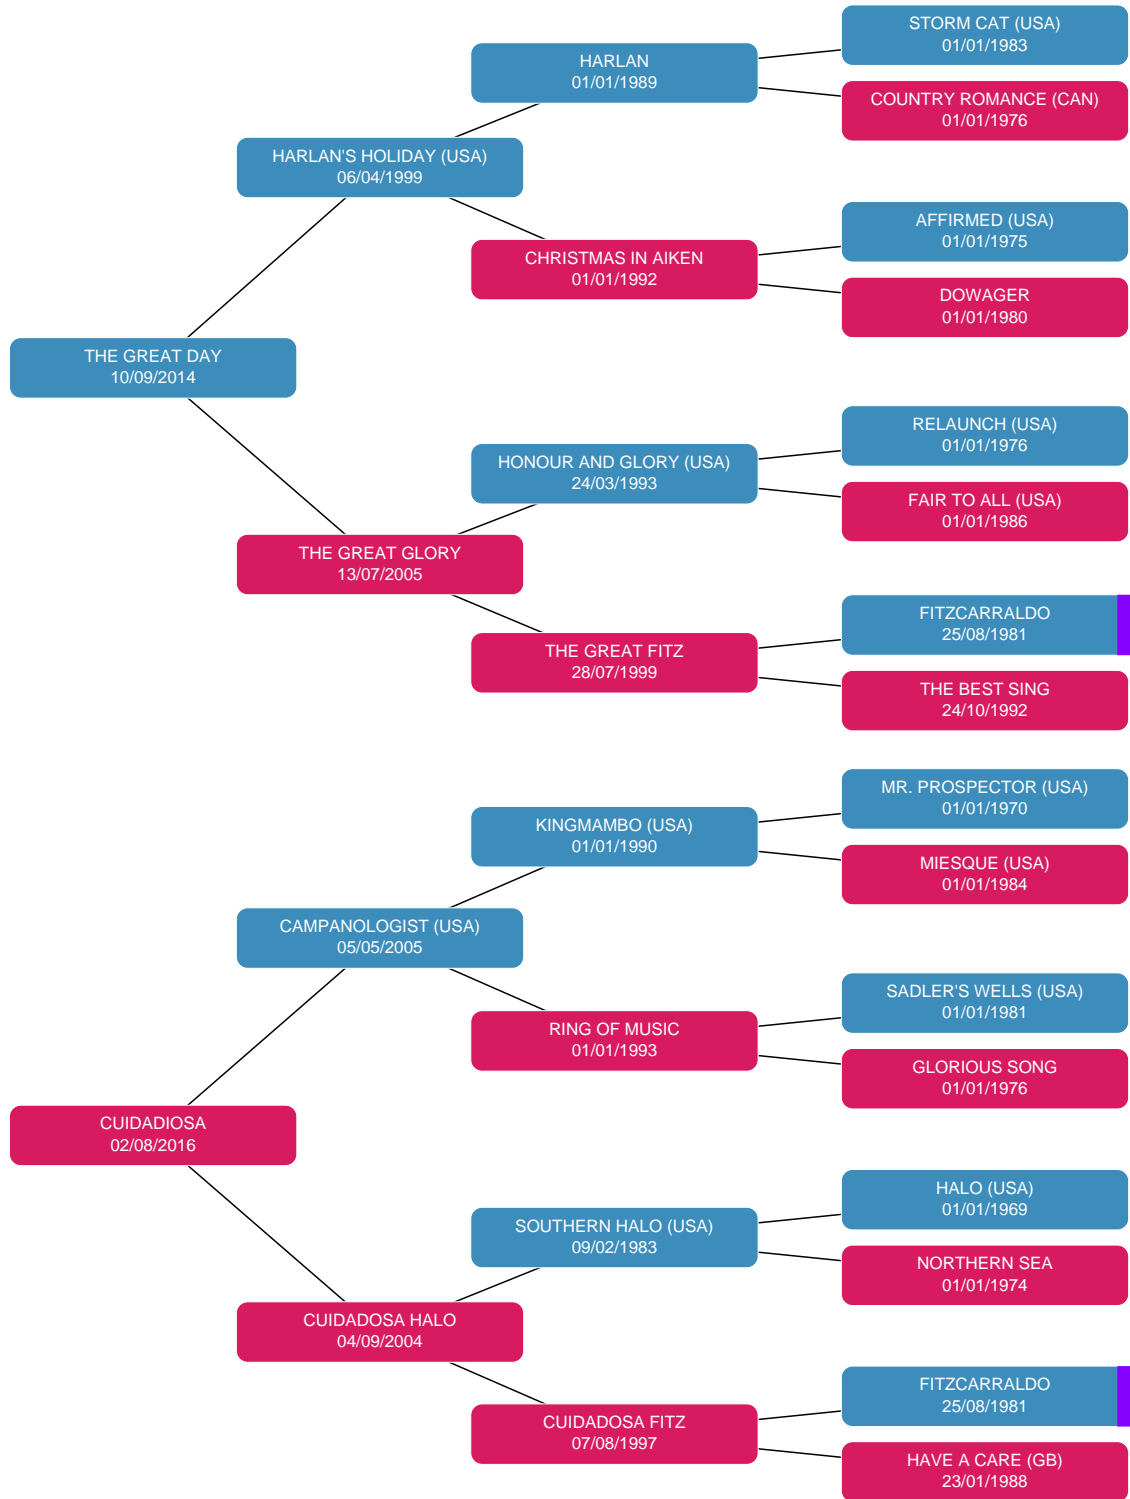 STORM CAT (USA)
01/01/1983
HARLAN
01/01/1989
COUNTRY ROMANCE (CAN)
01/01/1976
HARLAN'S HOLIDAY (USA)
06/04/1999
AFFIRMED (USA)
01/01/1975
CHRISTMAS IN AIKEN
01/01/1992
DOWAGER
01/01/1980
THE GREAT DAY
10/09/2014
RELAUNCH (USA)
01/01/1976
HONOUR AND GLORY (USA)
24/03/1993
FAIR TO ALL (USA)
01/01/1986
THE GREAT GLORY
13/07/2005
FITZCARRALDO
25/08/1981
THE GREAT FITZ
28/07/1999
THE BEST SING
24/10/1992
MR. PROSPECTOR (USA)
01/01/1970
KINGMAMBO (USA)
01/01/1990
MIESQUE (USA)
01/01/1984
CAMPANOLOGIST (USA)
05/05/2005
SADLER'S WELLS (USA)
01/01/1981
RING OF MUSIC
01/01/1993
GLORIOUS SONG
01/01/1976
CUIDADIOSA
02/08/2016
HALO (USA)
01/01/1969
SOUTHERN HALO (USA)
09/02/1983
NORTHERN SEA
01/01/1974
CUIDADOSA HALO
04/09/2004
FITZCARRALDO
25/08/1981
CUIDADOSA FITZ
07/08/1997
HAVE A CARE (GB)
23/01/1988